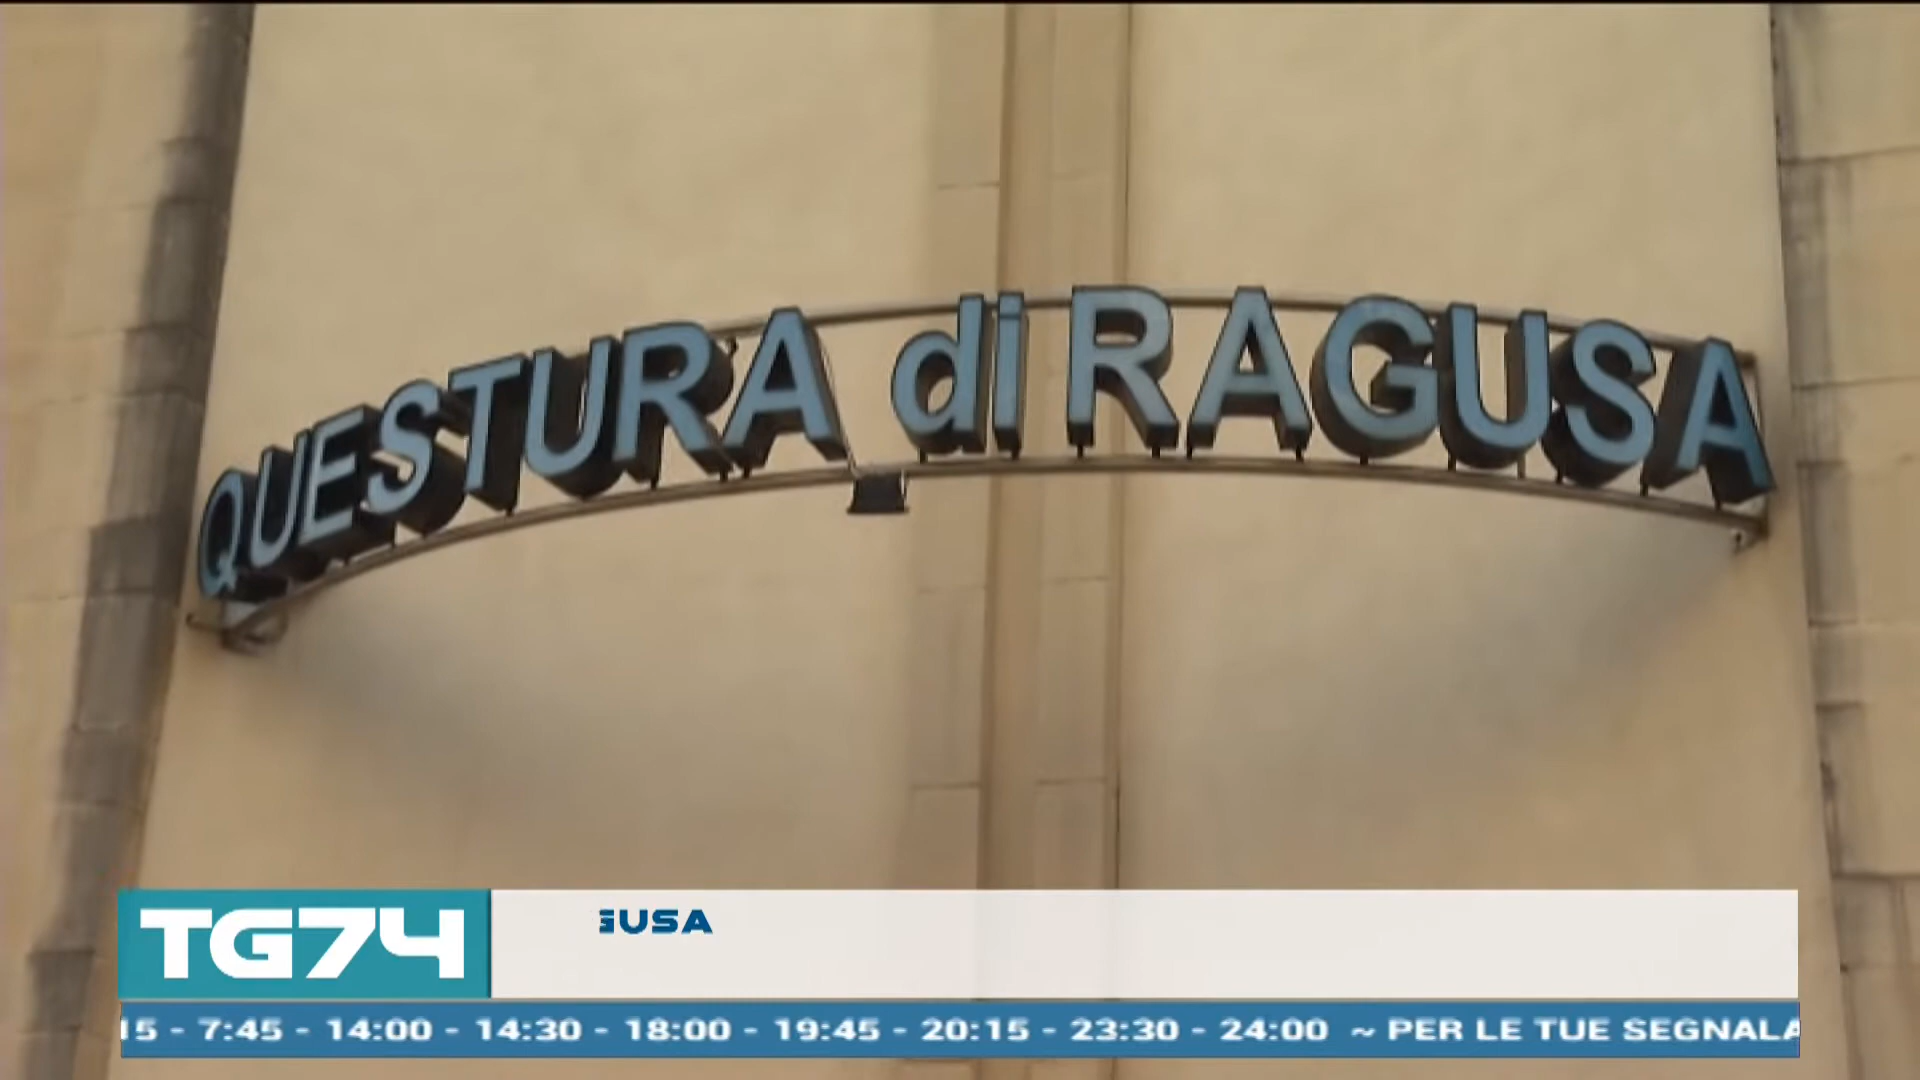 QUESTURA di RAGUSA
TG74
GUSA
15 - 7:45 - 14:00 - 14:30 - 18:00 - 19:45 - 20:15 - 23:30 - 24:00 ~ PER LE TUE SEGNALA